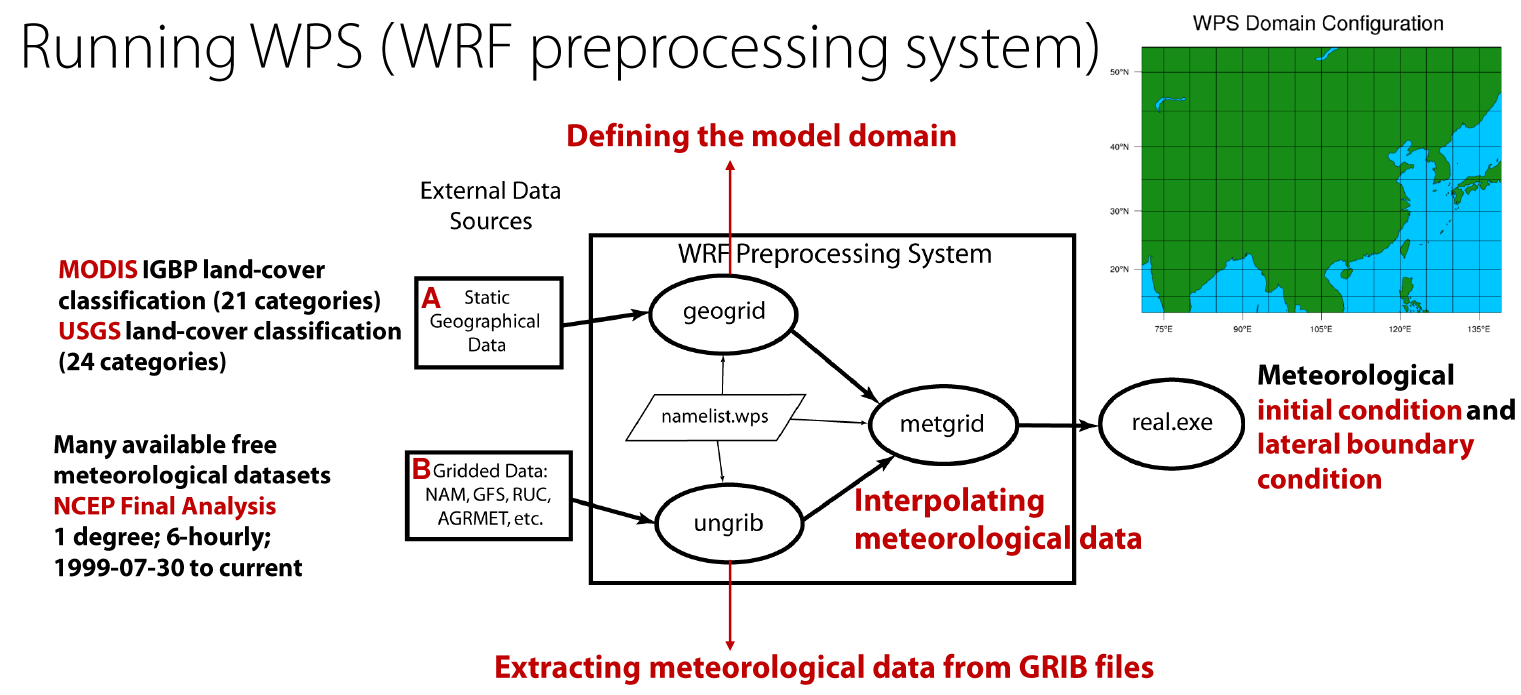 Running WPS (WRF preprocessing system)
WPS Domain Configuration
50°N
40°N
30°N
20°N
75°E
90°E
105°E
120°E
135°E
Defining the model domain
External Data
Sources
WRF Preprocessing System
MODIS IGBP land-cover
classification (21 categories)
USGS land-cover classification
(24 categories)
A
Static
Geographical
Data
geogrid
namelist.wps
metgrid
real.exe
Meteorological
initial condition and
lateral boundary
condition
Many available free
meteorological datasets
NCEP Final Analysis
1 degree; 6-hourly;
1999-07-30 to current
B
Gridded Data:
NAM, GFS, RUC,
AGRMET, etc.
ungrib
Interpolating
meteorological data
Extracting meteorological data from GRIB files